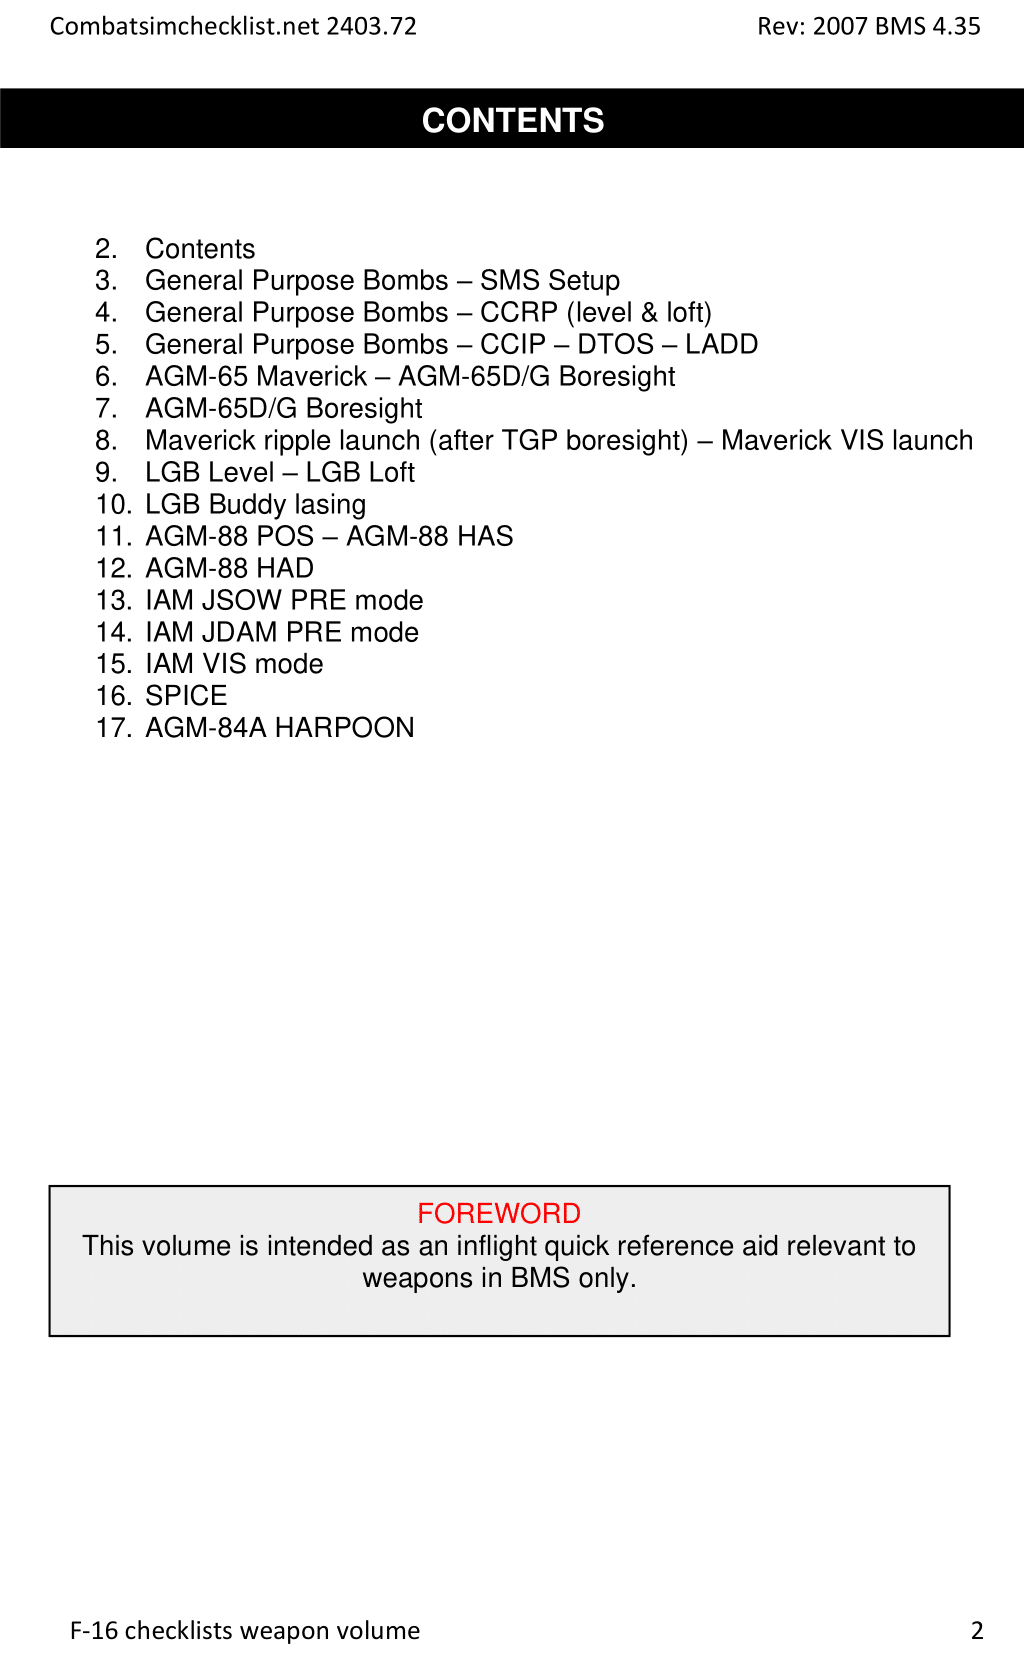 Combatsimchecklist.net 2403.72 Rev: 2007 BMS 4.35
CONTENTS
2. Contents
3. General Purpose Bombs – SMS Setup
4. General Purpose Bombs – CCRP (level & loft)
5. General Purpose Bombs – CCIP – DTOS – LADD
6. AGM-65 Maverick – AGM-65D/G Boresight
7. AGM-65D/G Boresight
8. Maverick ripple launch (after TGP boresight) – Maverick VIS launch
9. LGB Level – LGB Loft
10. LGB Buddy lasing
11. AGM-88 POS – AGM-88 HAS
12. AGM-88 HAD
13. IAM JSOW PRE mode
14. IAM JDAM PRE mode
15. IAM VIS mode
16. SPICE
17. AGM-84A HARPOON
FOREWORD
This volume is intended as an inflight quick reference aid relevant to
weapons in BMS only.
F-16 checklists weapon volume 2